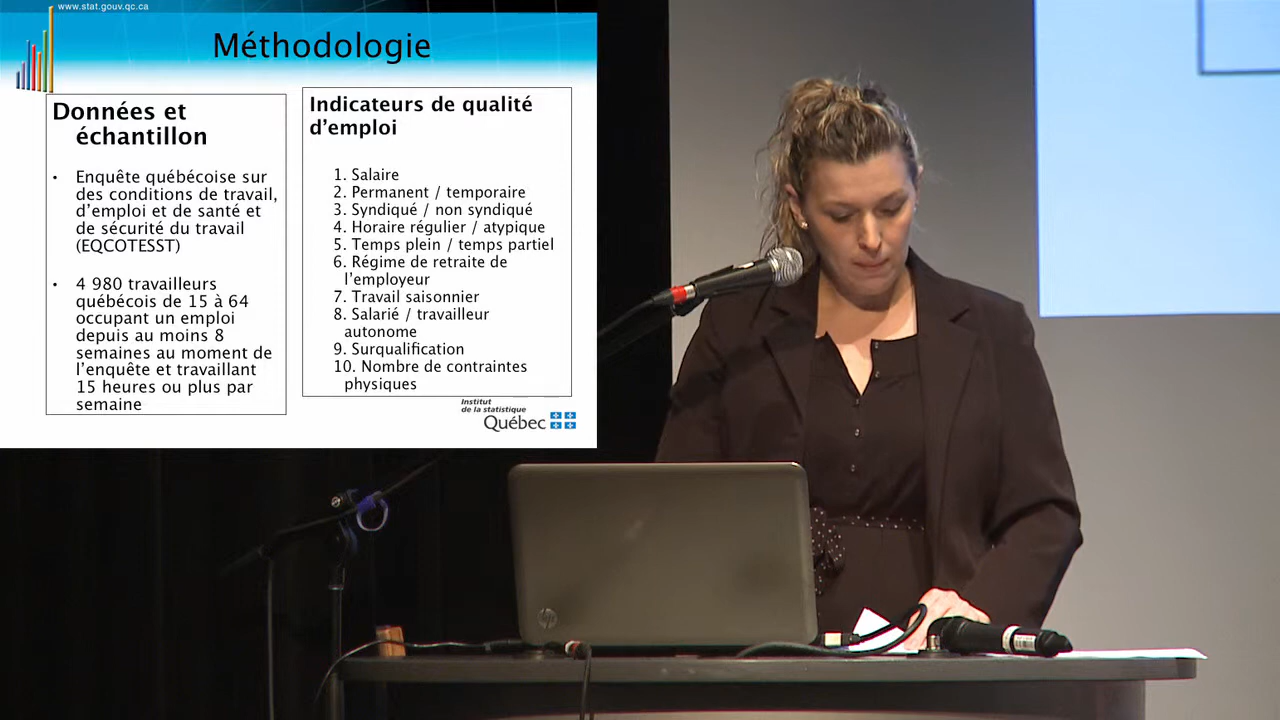 www.stat.gouv.qc.ca
Méthodologie
Données et
échantillon
• Enquête québécoise sur
des conditions de travail,
d'emploi et de santé et
de sécurité du travail
(EQCOTESST)
• 4 980 travailleurs
québécois de 15 à 64
occupant un emploi
depuis au moins 8
semaines au moment de
l'enquête et travaillant
15 heures ou plus par
semaine
Indicateurs de qualité
d'emploi
1. Salaire
2. Permanent / temporaire
3. Syndiqué / non syndiqué
4. Horaire régulier / atypique
5. Temps plein / temps partiel
6. Régime de retraite de
l'employeur
7. Travail saisonnier
8. Salarié / travailleur
autonome
9. Surqualification
10. Nombre de contraintes
physiques
Institut
de la statistique
Québec
hp